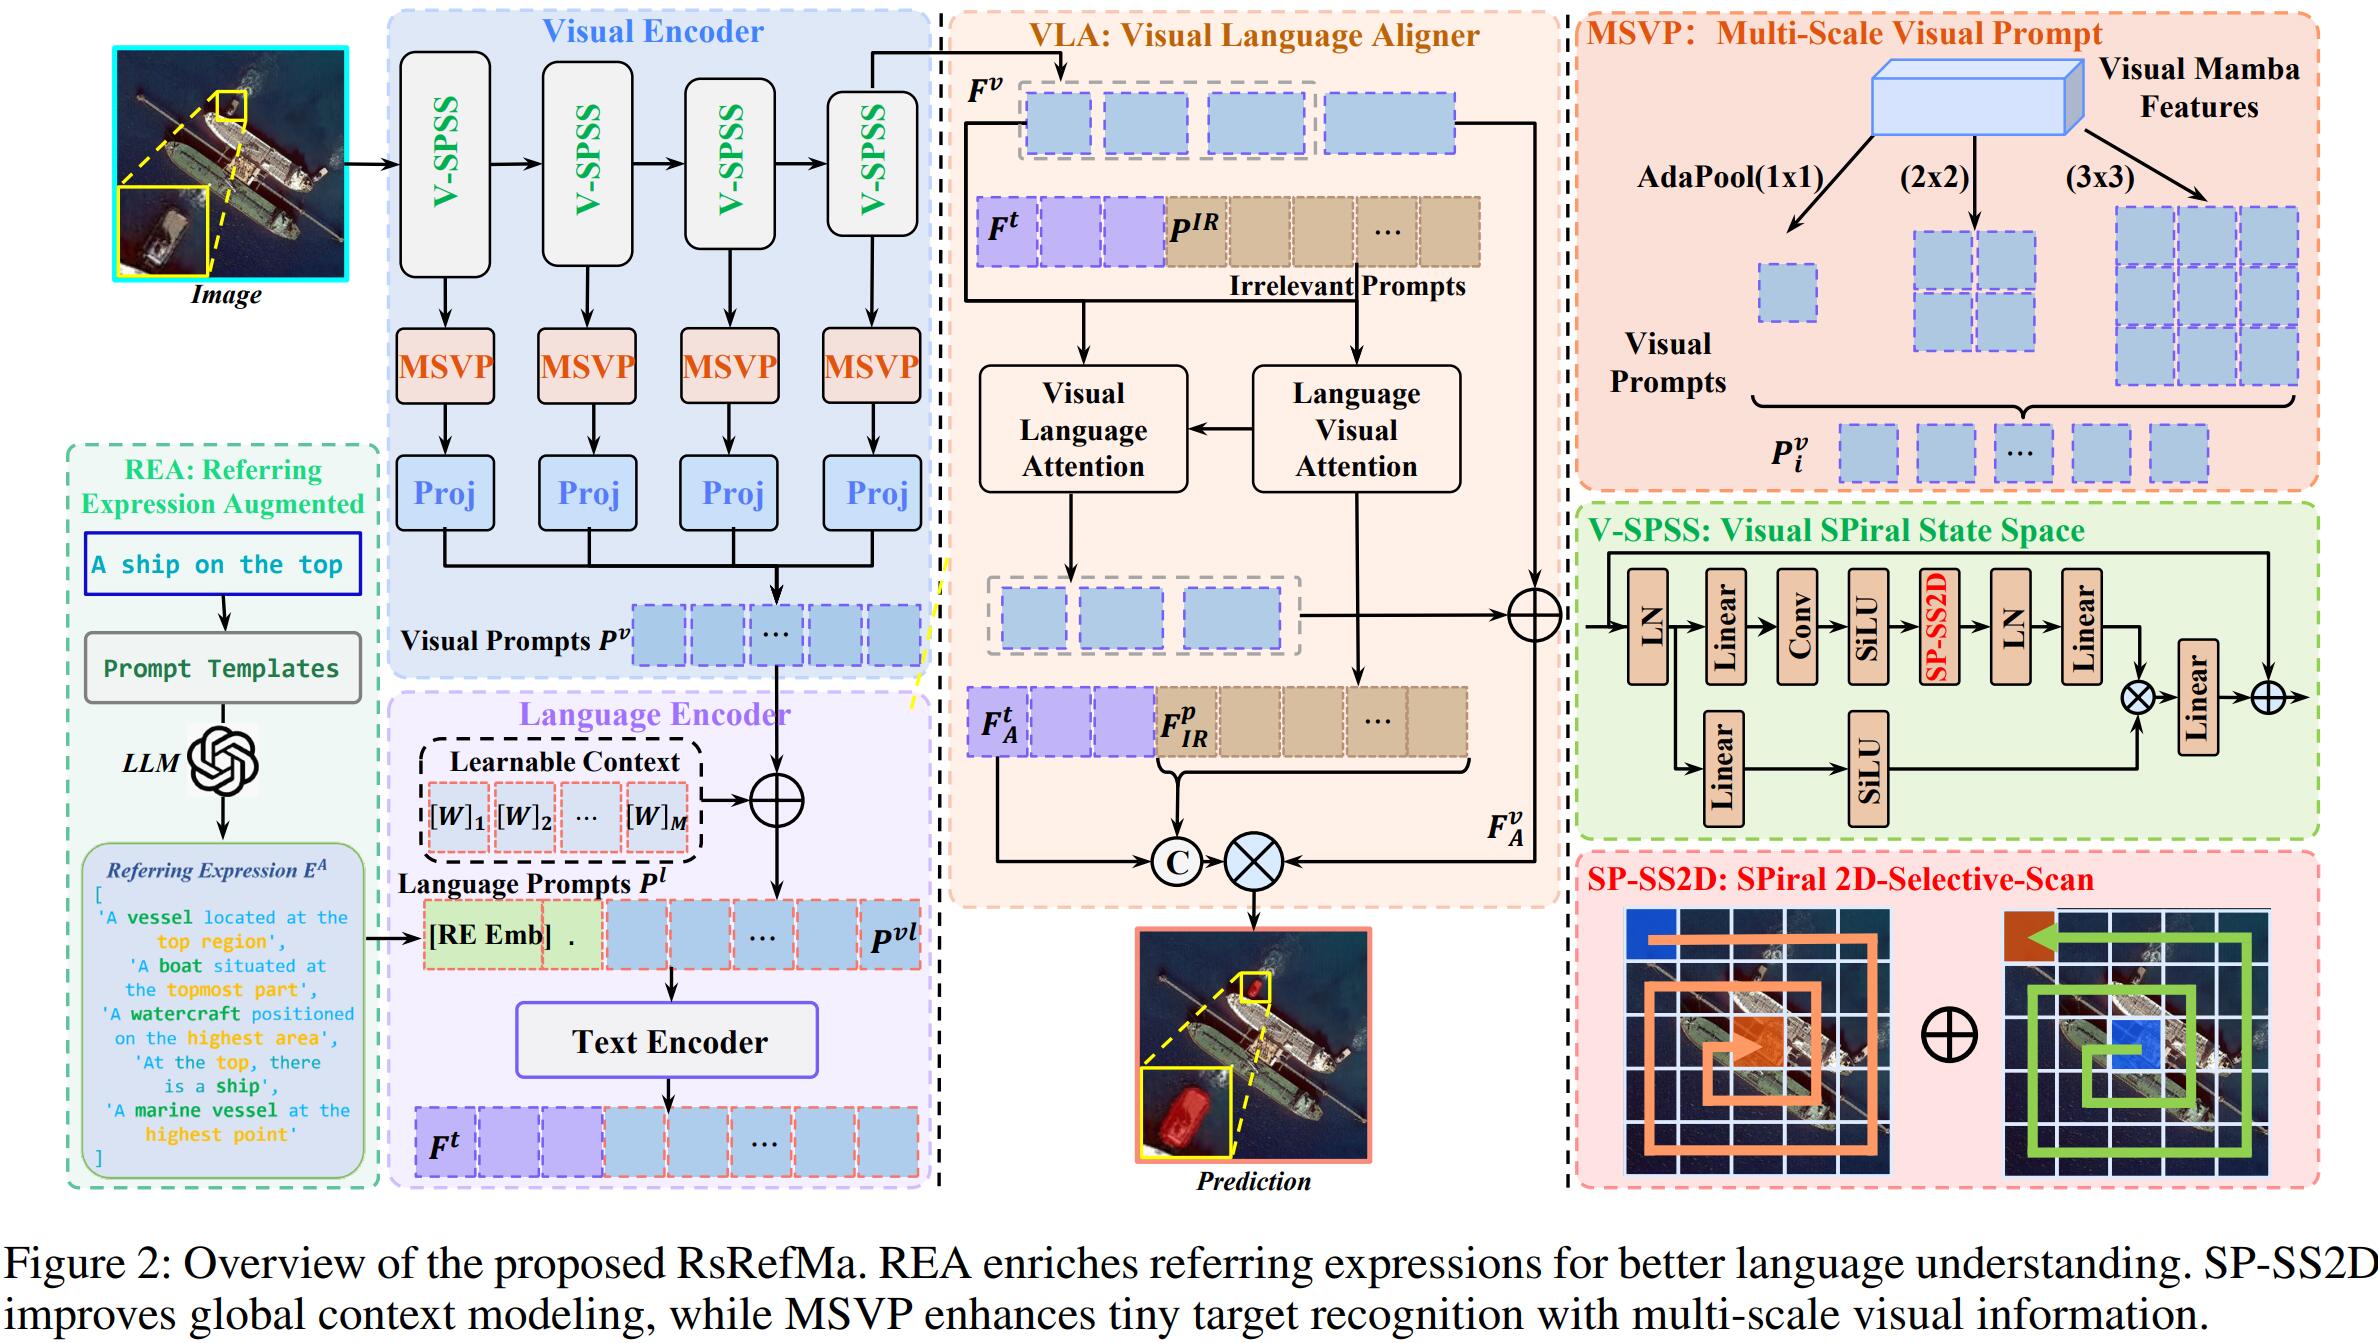 Visual Encoder
V-SPSS
V-SPSS
V-SPSS
V-SPSS
Image
MSVP
MSVP
MSVP
MSVP
Proj
Proj
Proj
Proj
Visual Prompts P^v
...
REA: Referring
Expression Augmented
A ship on the top
Prompt Templates
LLM
Referring Expression E^A
[
'A vessel located at the
top region',
'A boat situated at
the topmost part',
'A watercraft positioned
on the highest area',
'At the top, there
is a ship',
'A marine vessel at the
highest point'
]
Language Encoder
Learnable Context
[W]_1 [W]_2 ... [W]_M
Language Prompts P^l
[RE Emb] . ... P^{vl}
Text Encoder
F^t ...
VLA: Visual Language Aligner
F^v
F^t P^{IR} ...
Irrelevant Prompts
Visual
Language
Attention
Language
Visual
Attention
F_A^t F_{IR}^p ...
F_A^v
C
Prediction
MSVP: Multi-Scale Visual Prompt
Visual Mamba
Features
AdaPool(1x1) (2x2) (3x3)
Visual
Prompts
P_i^v ...
V-SPSS: Visual SPiral State Space
LN
Linear
Conv
SiLU
SP-SS2D
LN
Linear
Linear
SiLU
Linear
SP-SS2D: SPiral 2D-Selective-Scan
Figure 2: Overview of the proposed RsRefMa. REA enriches referring expressions for better language understanding. SP-SS2D
improves global context modeling, while MSVP enhances tiny target recognition with multi-scale visual information.